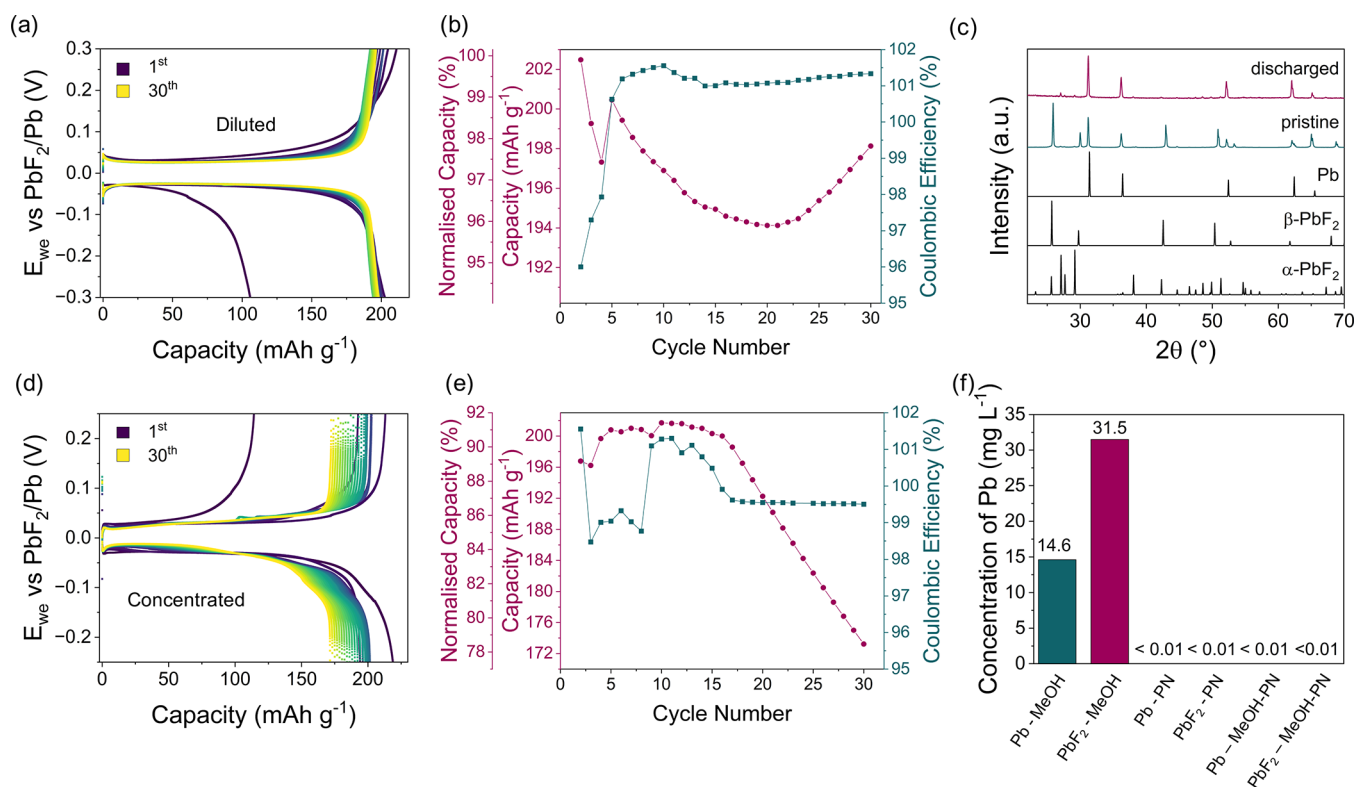 (a)
0.3
0.2
0.1
0.0
−0.1
−0.2
−0.3
0
50
100
150
200
E_we vs PbF₂/Pb (V)
Capacity (mAh g⁻¹)
1st
30th
Diluted
(b)
100
99
98
97
96
95
Normalised Capacity (%)
202
200
198
196
194
192
190
Capacity (mAh g⁻¹)
0
5
10
15
20
25
30
Cycle Number
102
101
100
99
98
97
96
95
Coulombic Efficiency (%)
(c)
Intensity (a.u.)
discharged
pristine
Pb
β-PbF₂
α-PbF₂
30
40
50
60
70
2θ (°)
(d)
0.2
0.1
0.0
−0.1
−0.2
0
50
100
150
200
E_we vs PbF₂/Pb (V)
Capacity (mAh g⁻¹)
1st
30th
Concentrated
(e)
92
90
88
86
84
82
80
78
Normalised Capacity (%)
200
196
192
188
184
180
176
172
Capacity (mAh g⁻¹)
0
5
10
15
20
25
30
Cycle Number
102
101
100
99
98
97
96
95
Coulombic Efficiency (%)
(f)
Concentration of Pb (mg L⁻¹)
35
30
25
20
15
10
5
0
14.6
31.5
< 0.01
< 0.01
< 0.01
<0.01
Pb - MeOH
PbF₂ - MeOH
Pb - PN
PbF₂ - PN
Pb – MeOH-PN
PbF₂ – MeOH-PN